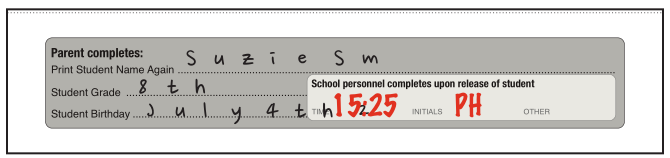 Parent completes:
Print Student Name Again Suzie Sm
Student Grade 8th
School personnel completes upon release of student
Student Birthday July 4th 2
TIME 15:25 INITIALS PH OTHER